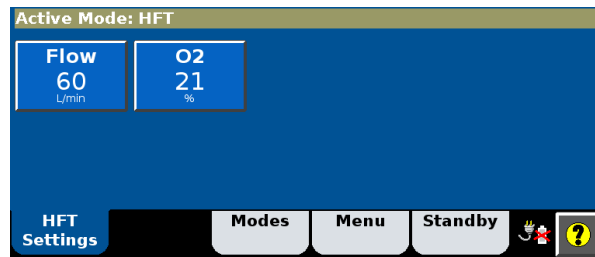 Active Mode: HFT
Flow
60
L/min
O2
21
%
HFT
Settings
Modes
Menu
Standby
?